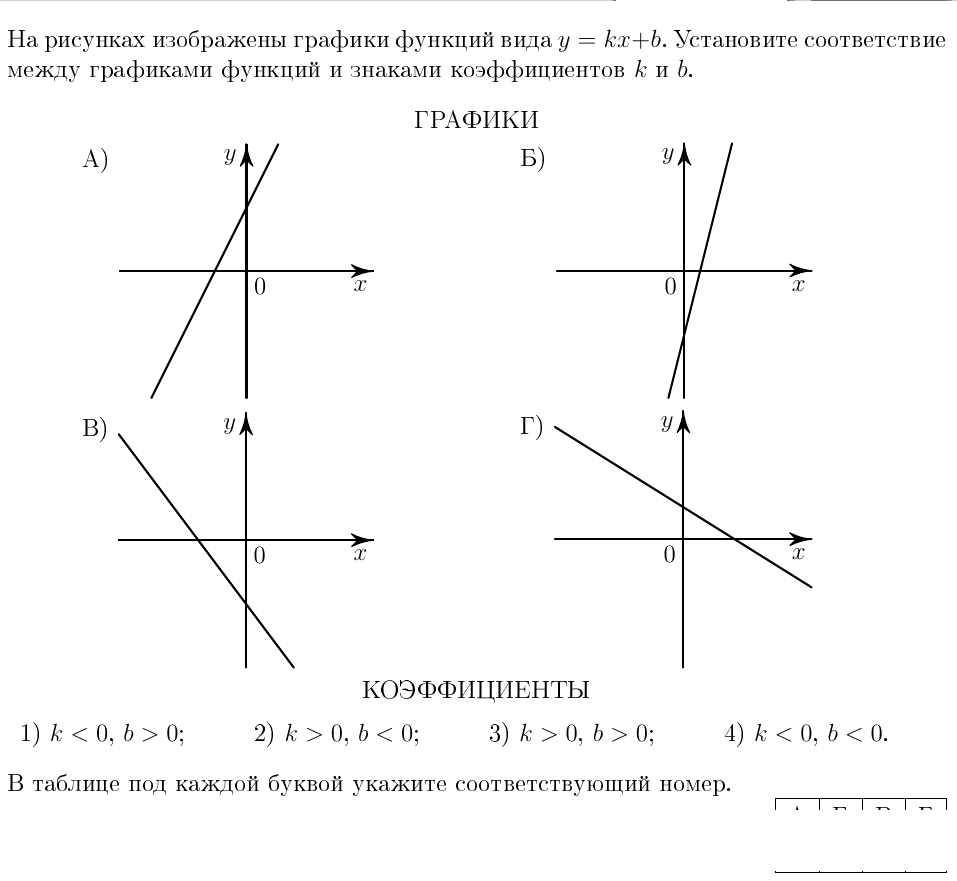 На рисунках изображены графики функций вида y = kx+b. Установите соответствие
между графиками функций и знаками коэффициентов k и b.
ГРАФИКИ
А)
y
0
x
Б)
y
0
x
В)
y
0
x
Г)
y
0
x
КОЭФФИЦИЕНТЫ
1) k < 0, b > 0; 2) k > 0, b < 0; 3) k > 0, b > 0; 4) k < 0, b < 0.
В таблице под каждой буквой укажите соответствующий номер.